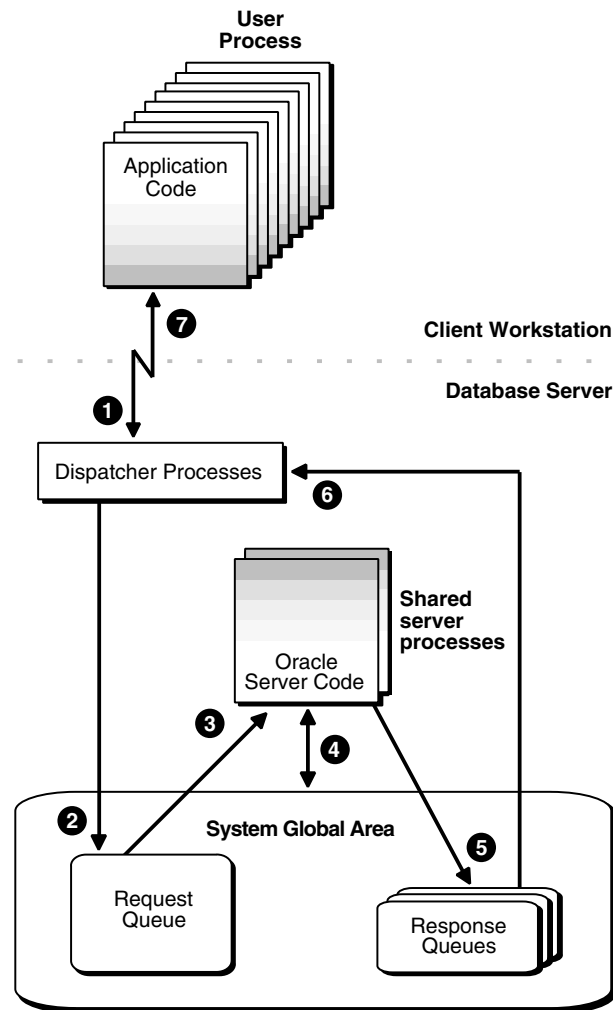 User
Process
Application
Code
7
Client Workstation
Database Server
1
Dispatcher Processes
6
Shared
server
processes
Oracle
Server Code
3
4
2
System Global Area
5
Request
Queue
Response
Queues